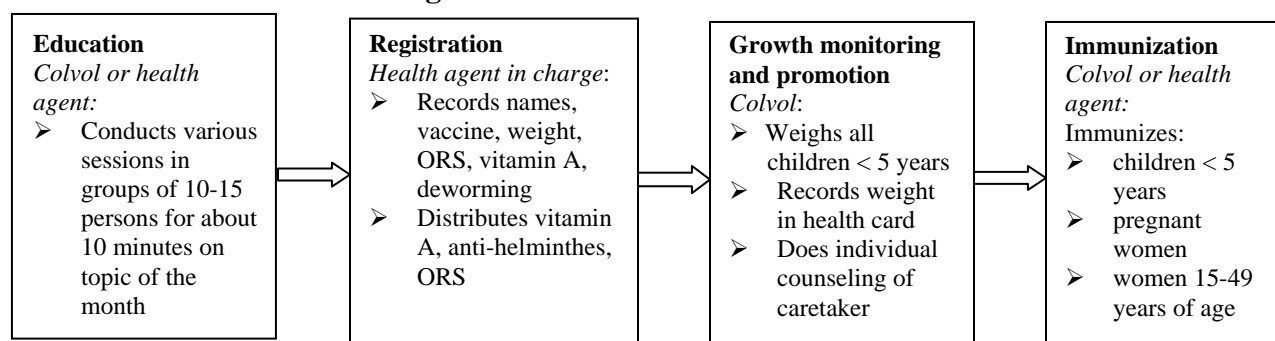 Education
Colvol or health
agent:
➢ Conducts various
sessions in
groups of 10-15
persons for about
10 minutes on
topic of the
month
Registration
Health agent in charge:
➢ Records names,
vaccine, weight,
ORS, vitamin A,
deworming
➢ Distributes vitamin
A, anti-helminthes,
ORS
Growth monitoring
and promotion
Colvol:
➢ Weighs all
children < 5 years
➢ Records weight
in health card
➢ Does individual
counseling of
caretaker
Immunization
Colvol or health
agent:
Immunizes:
➢ children < 5
years
➢ pregnant
women
➢ women 15-49
years of age